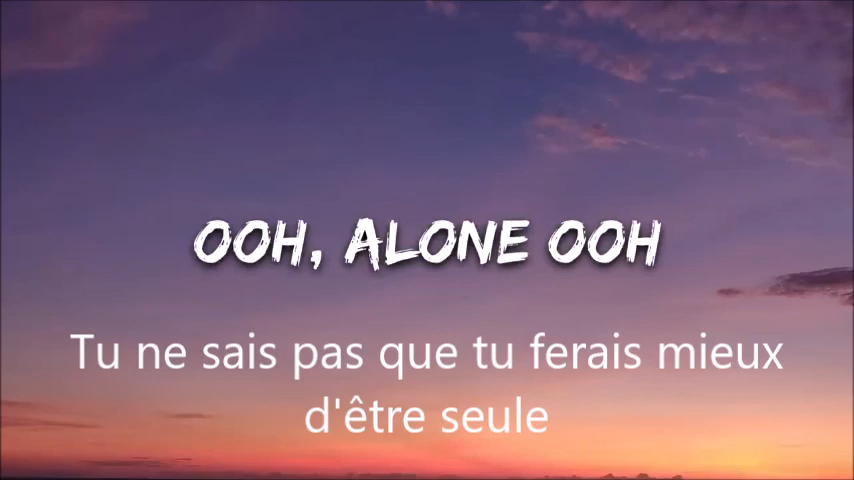 OOH, ALONE OOH
Tu ne sais pas que tu ferais mieux
d'être seule